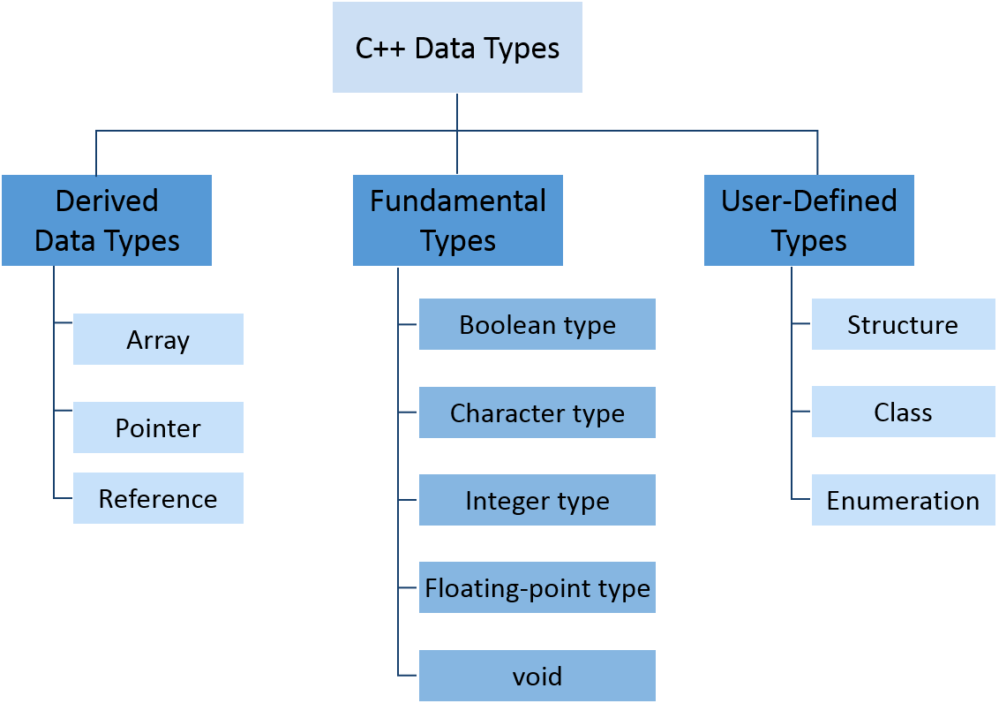 C++ Data Types
Derived
Data Types
Array
Pointer
Reference
Fundamental
Types
Boolean type
Character type
Integer type
Floating-point type
void
User-Defined
Types
Structure
Class
Enumeration